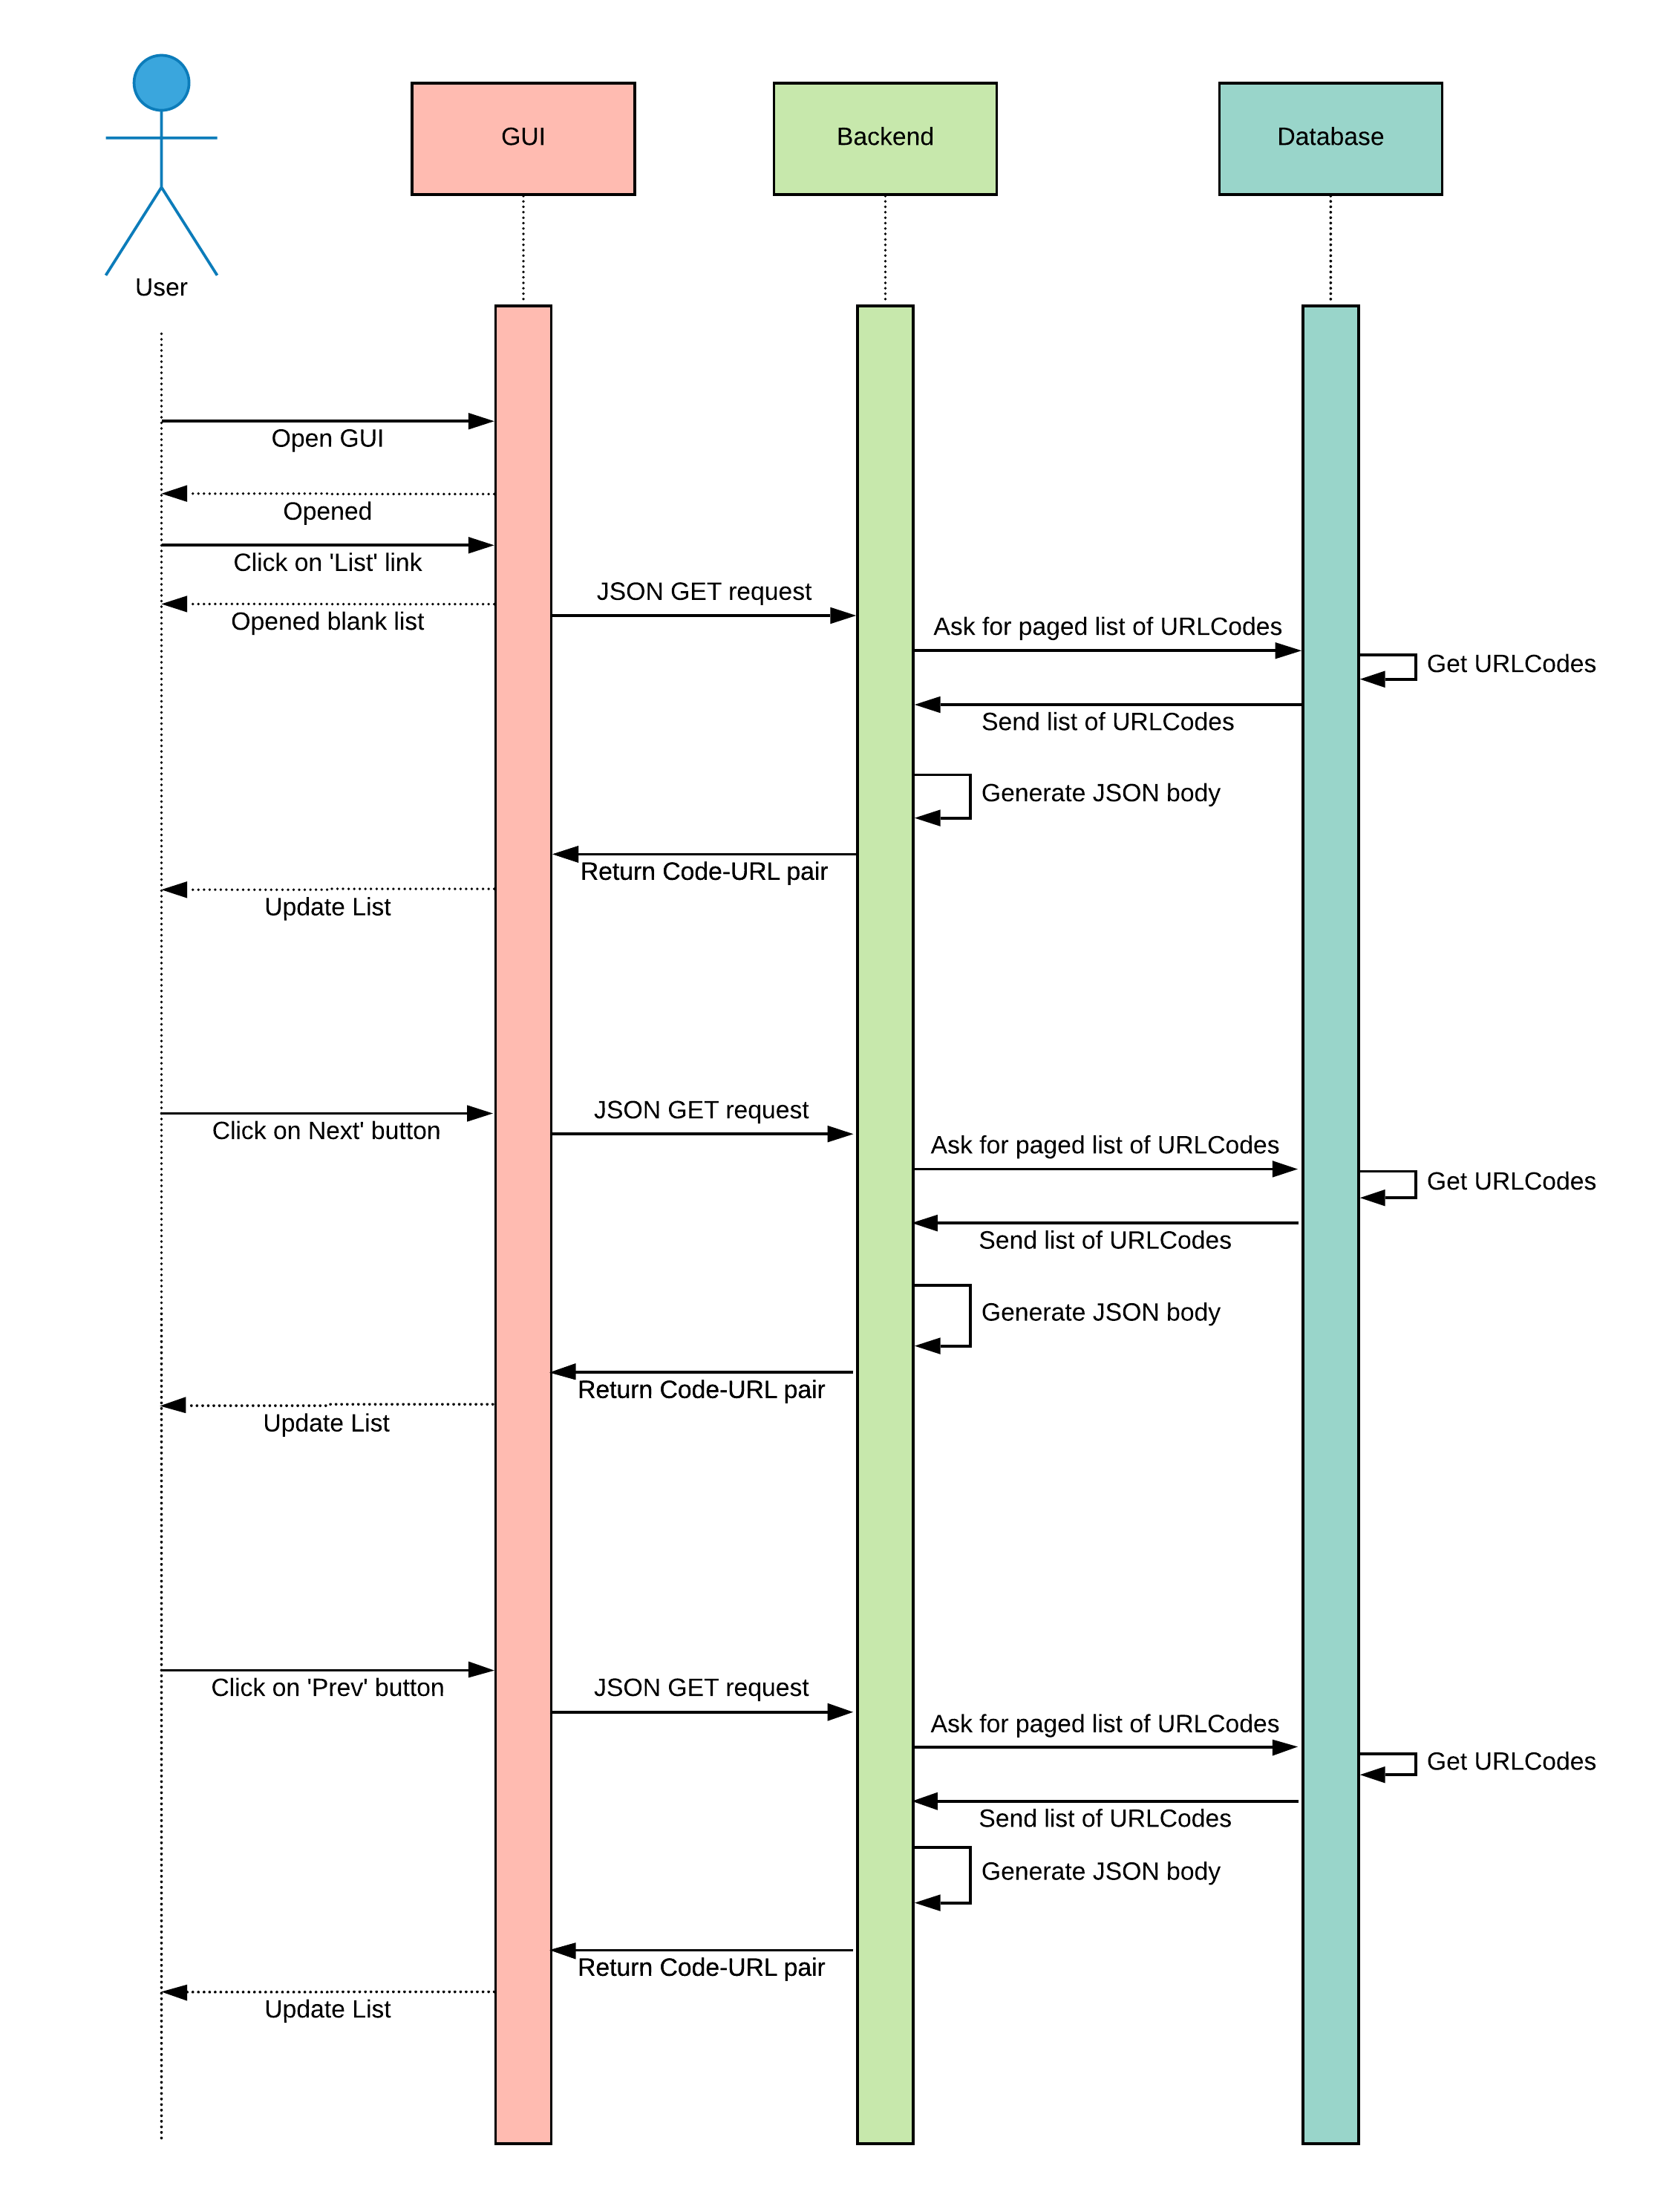 GUI
Backend
Database
User
Open GUI
Opened
Click on 'List' link
JSON GET request
Opened blank list
Ask for paged list of URLCodes
Get URLCodes
Send list of URLCodes
Generate JSON body
Return Code-URL pair
Update List
JSON GET request
Click on Next' button
Ask for paged list of URLCodes
Get URLCodes
Send list of URLCodes
Generate JSON body
Return Code-URL pair
Update List
Click on 'Prev' button
JSON GET request
Ask for paged list of URLCodes
Get URLCodes
Send list of URLCodes
Generate JSON body
Return Code-URL pair
Update List